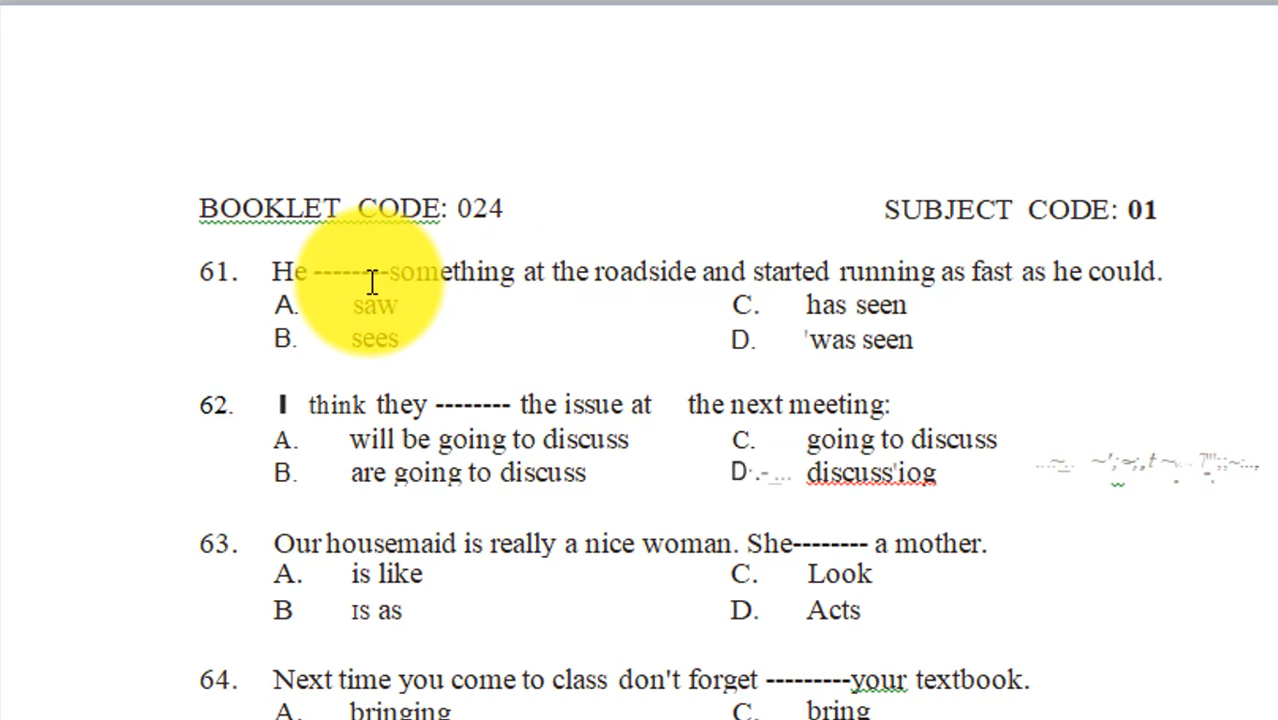 BOOKLET CODE: 024 SUBJECT CODE: 01
61. He --------something at the roadside and started running as fast as he could.
A. saw C. has seen
B. sees D. 'was seen
62. I think they -------- the issue at the next meeting:
A. will be going to discuss C. going to discuss
B. are going to discuss D.-_... discuss'iog
63. Our housemaid is really a nice woman. She-------- a mother.
A. is like C. Look
B ıs as D. Acts
64. Next time you come to class don't forget ---------your textbook.
A. bringing C. bring